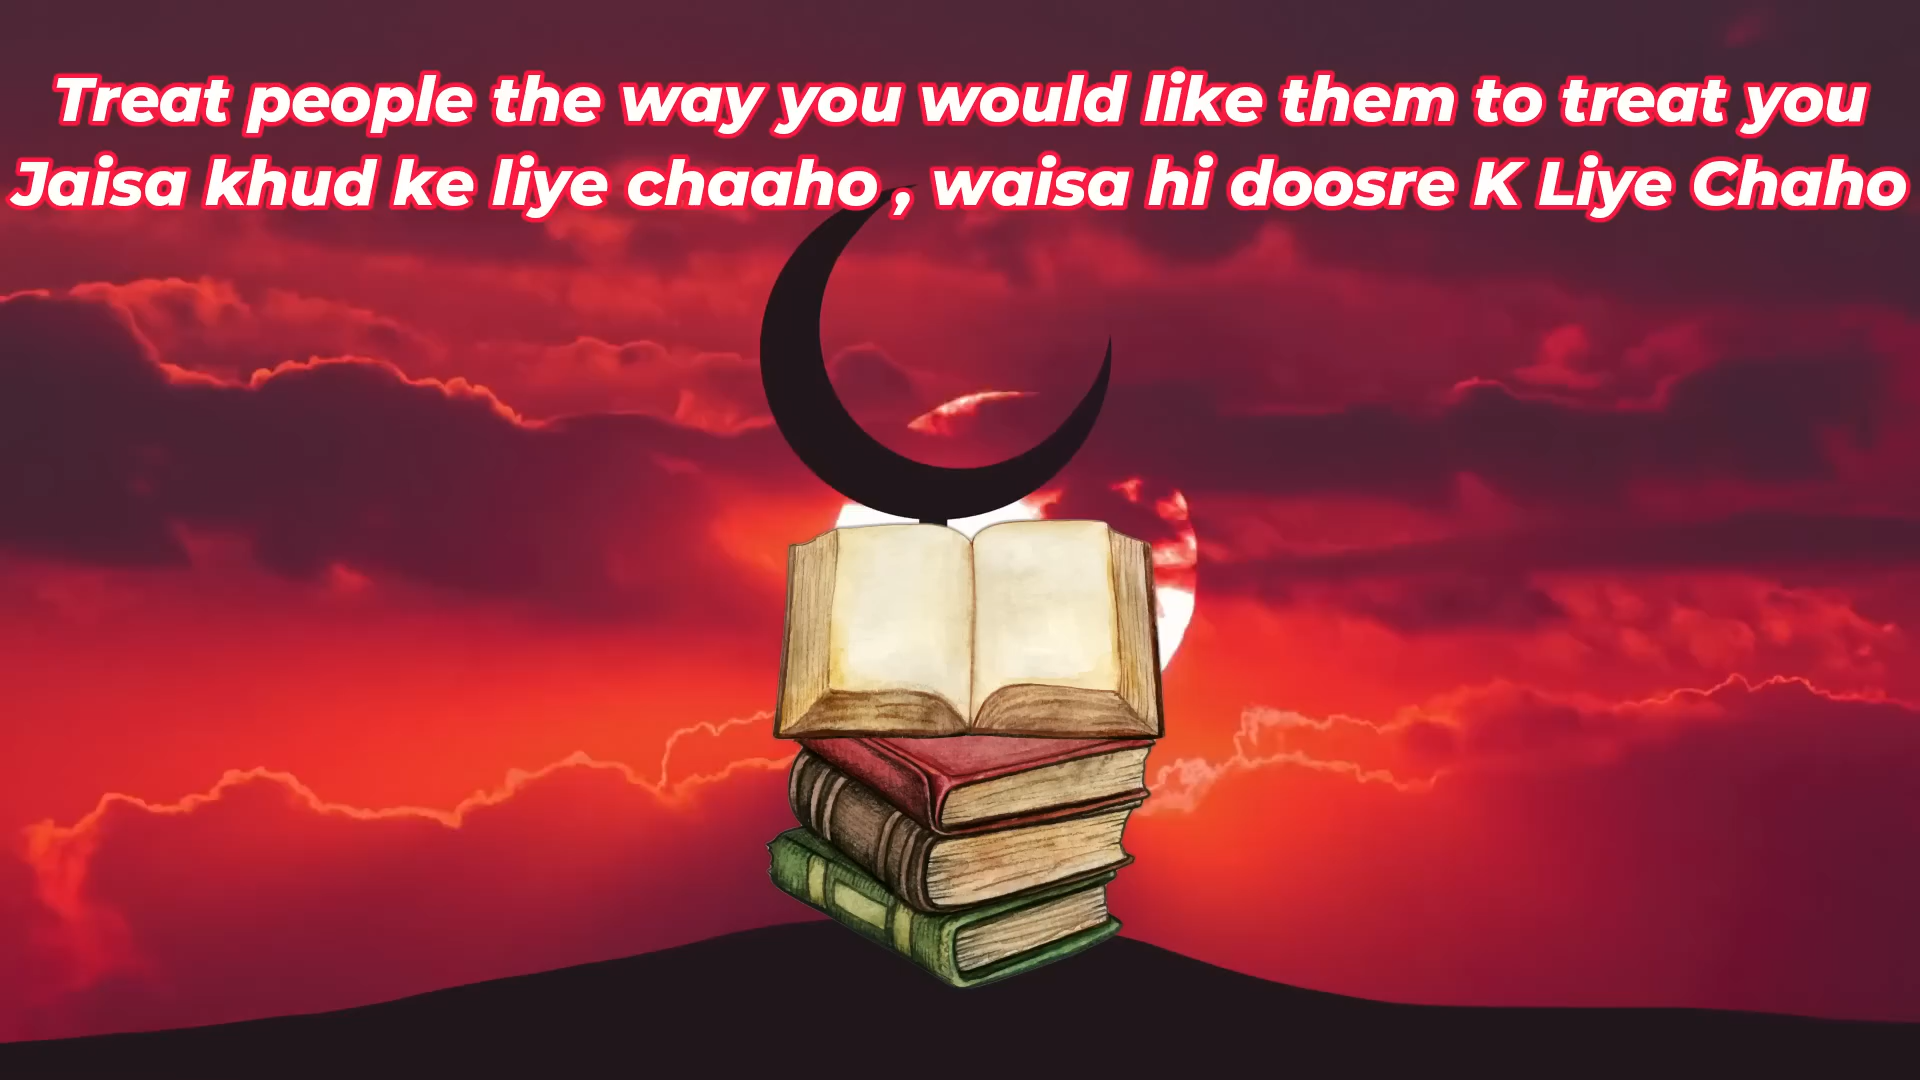 Treat people the way you would like them to treat you
Jaisa khud ke liye chaaho , waisa hi doosre K Liye Chaho